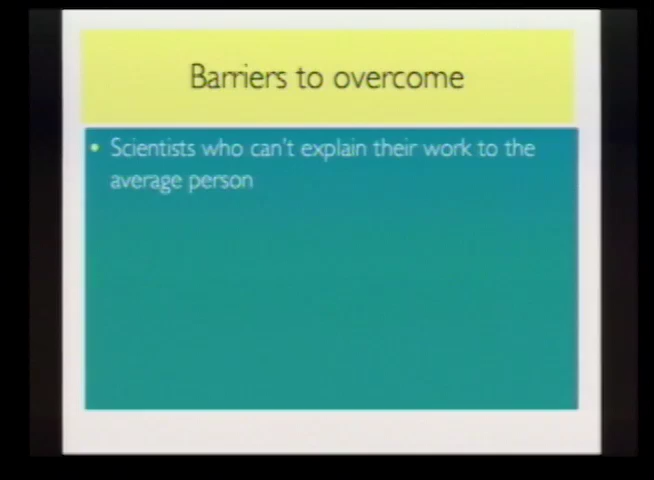 Barriers to overcome
Scientists who can't explain their work to the
average person